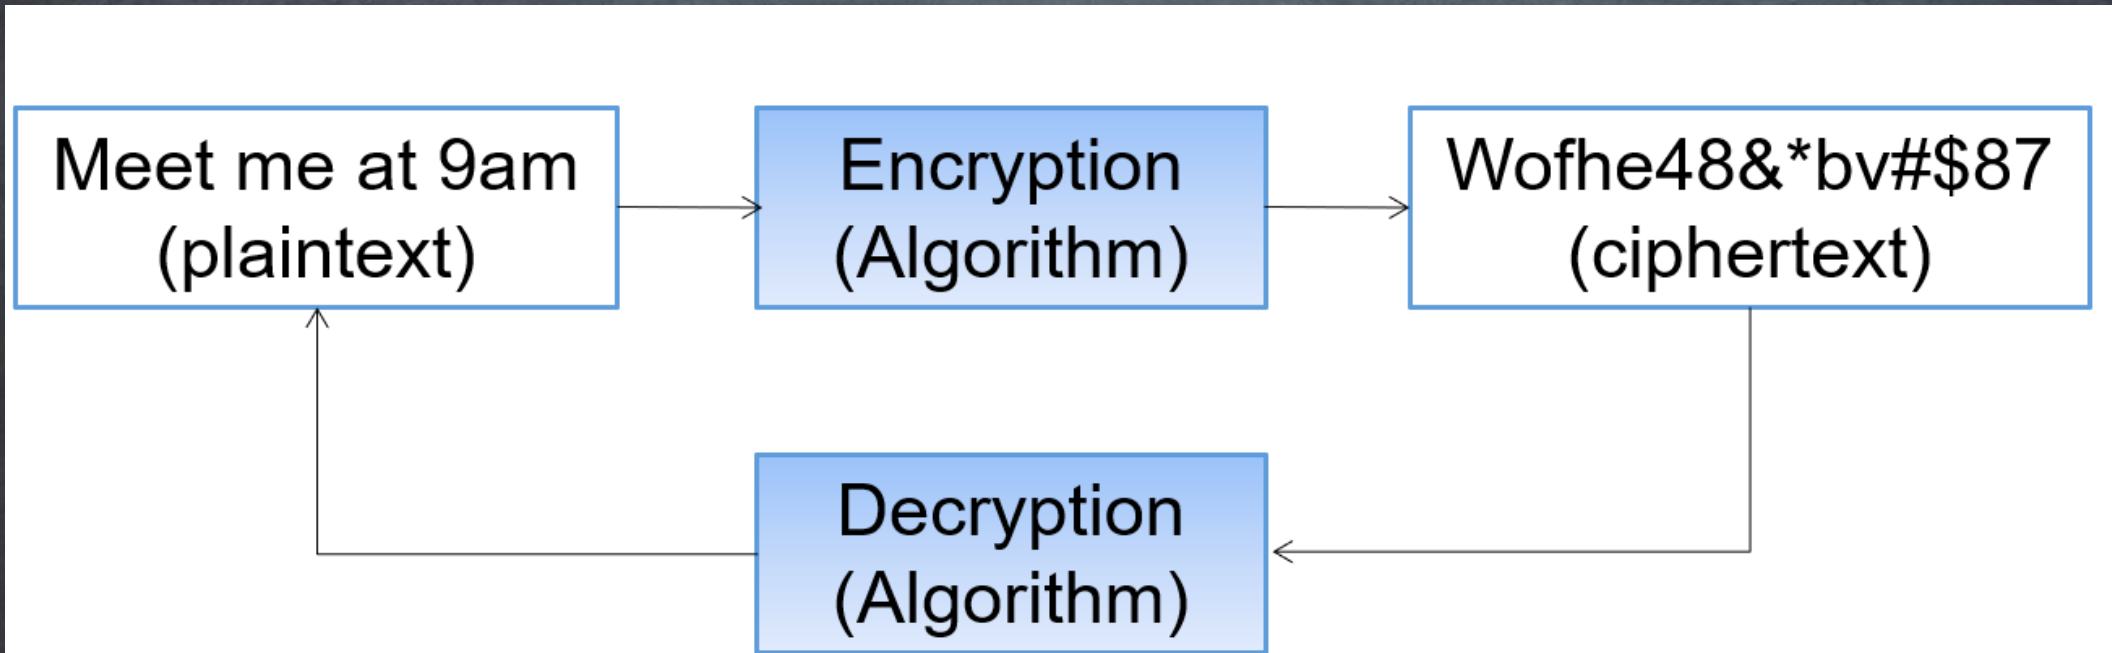 Meet me at 9am
(plaintext)
Encryption
(Algorithm)
Wofhe48&*bv#$87
(ciphertext)
Decryption
(Algorithm)